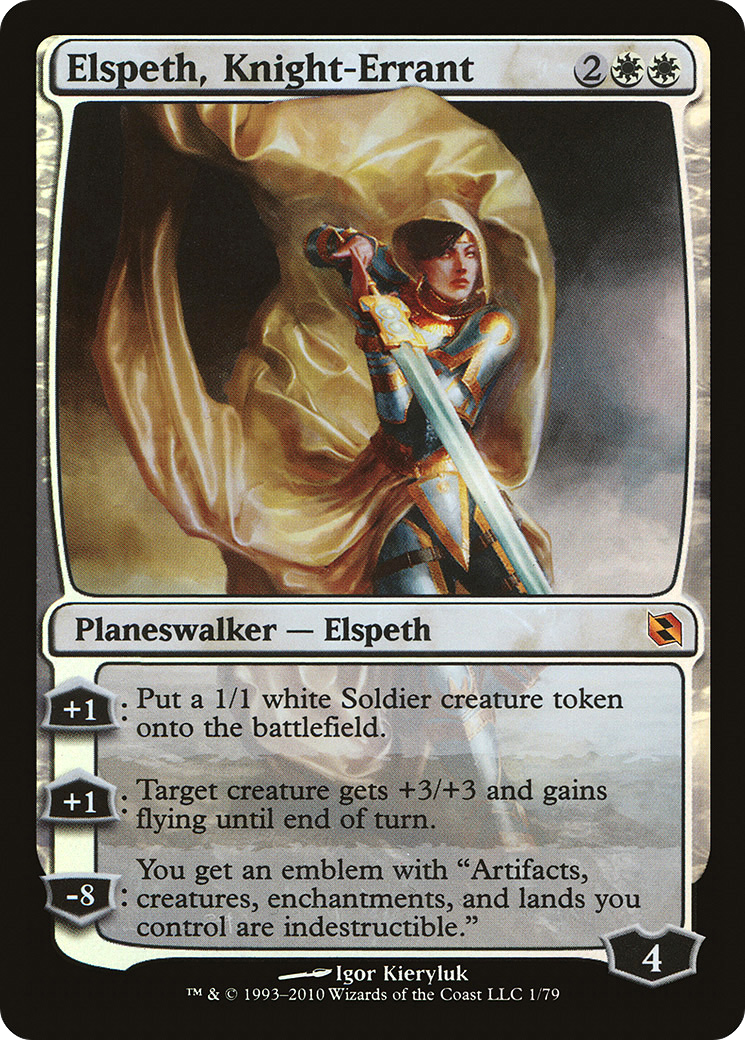 Elspeth, Knight-Errant 2
Planeswalker — Elspeth
+1 : Put a 1/1 white Soldier creature token
onto the battlefield.
+1 : Target creature gets +3/+3 and gains
flying until end of turn.
-8 : You get an emblem with “Artifacts,
creatures, enchantments, and lands you
control are indestructible.”
4
Igor Kieryluk
™ & © 1993–2010 Wizards of the Coast LLC 1/79